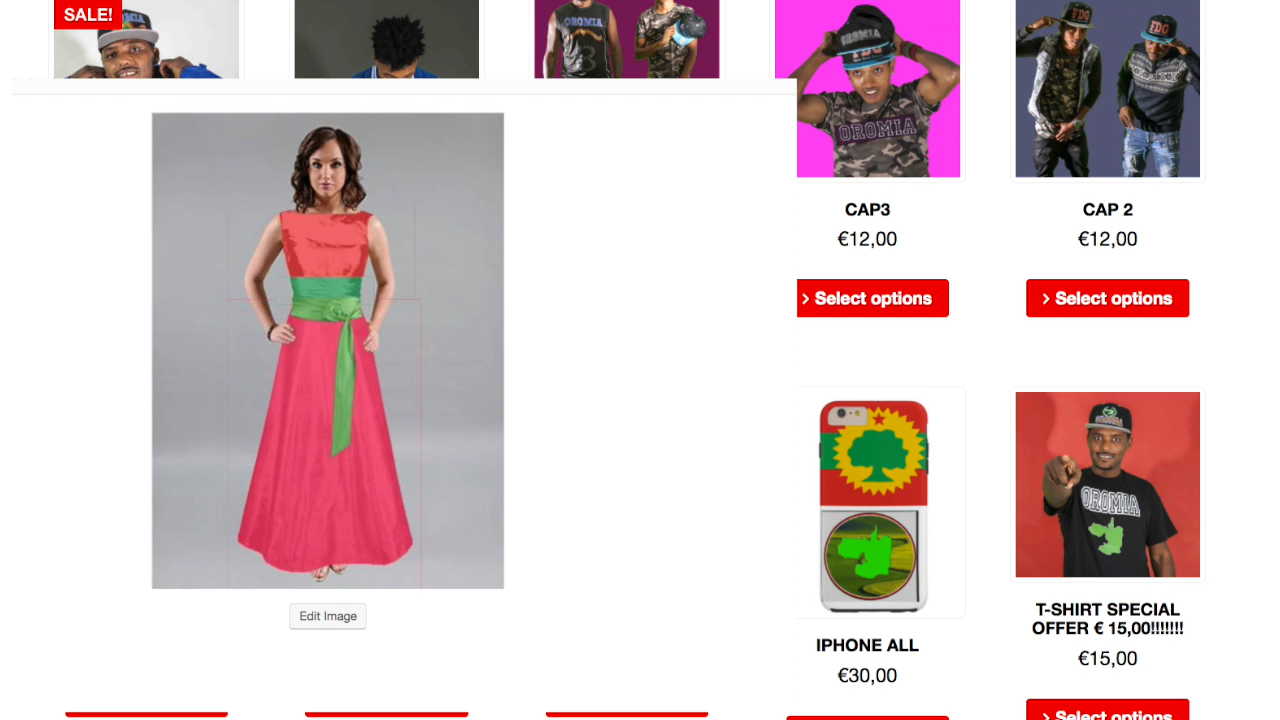 SALE!
OROMIA
OROMIA
FDG
OROMIA
FDG
FDG
CAP3
€12,00
Select options
CAP 2
€12,00
Select options
Edit Image
OROMIA
IPHONE ALL
€30,00
T-SHIRT SPECIAL
OFFER € 15,00!!!!!!!
€15,00
Select options